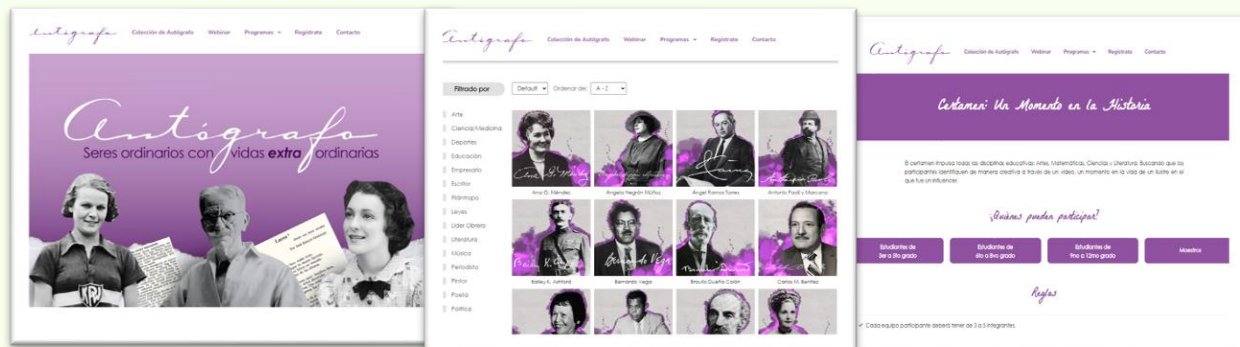 Autógrafo
Colección de Autógrafo Webinar Programas Regístrate Contacto
Autógrafo
Seres ordinarios con vidas extra ordinarias
Autógrafo
Colección de Autógrafo Webinar Programas Regístrate Contacto
Filtrado por
Default Ordenar de: A - Z
Arte
Ciencia/Medicina
Deportes
Educación
Empresario
Escritor
Filántropo
Leyes
Líder Obrero
Literatura
Música
Periodista
Pintor
Poesía
Política
Ana G. Méndez
Angela Negrón Muñoz
Ángel Ramos Torres
Antonio Paoli y Marcano
Bailey K. Ashford
Bernardo Vega
Braulio Dueño Colón
Carlos M. Benítez
Autógrafo
Colección de Autógrafo Webinar Programas Regístrate Contacto
Certamen: Un Momento en la Historia
El certamen impulsa todas las disciplinas educativas: Artes, Matemáticas, Ciencias y Literatura. Buscando que los
participantes identifiquen de manera creativa a través de un video, un momento en la vida de un ilustre en el
que fue un influencer.
¿Quiénes pueden participar?
Estudiantes de
3er a 5to grado
Estudiantes de
6to a 8vo grado
Estudiantes de
9no a 12mo grado
Maestros
Reglas
Cada equipo participante deberá tener de 3 a 5 integrantes.